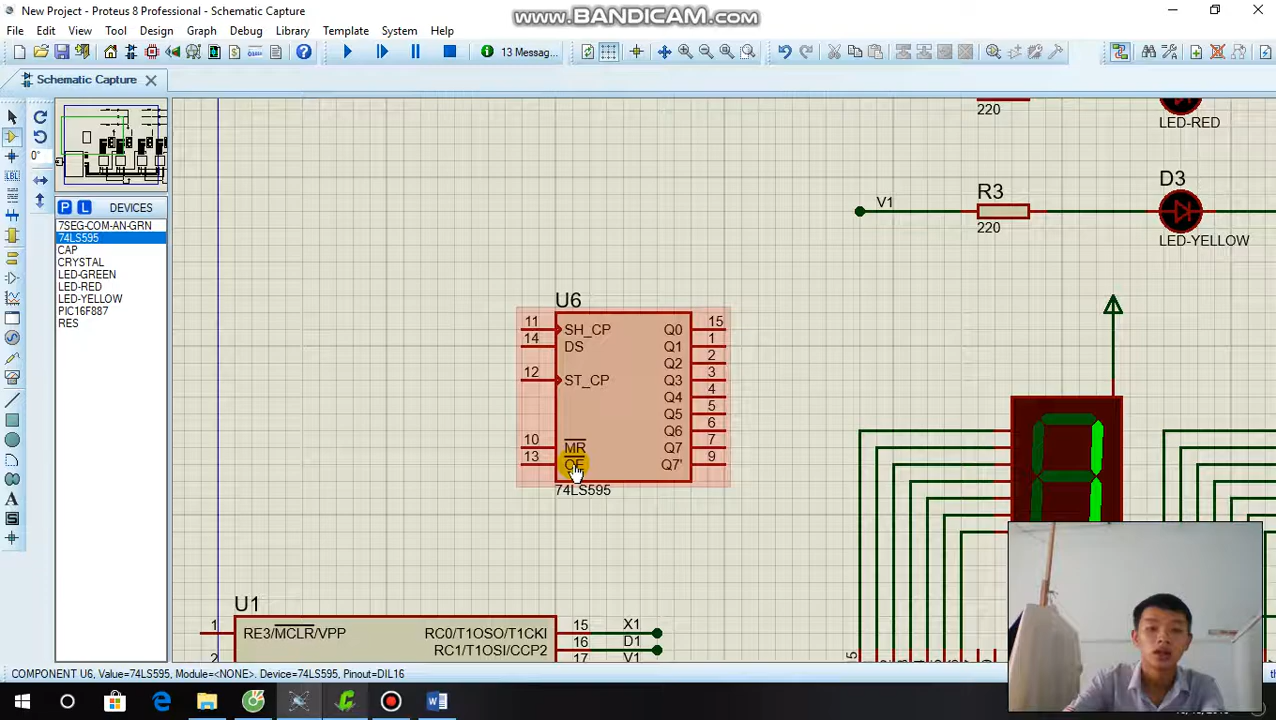 New Project - Proteus 8 Professional - Schematic Capture
www.BANDICAM.com
File Edit View Tool Design Graph Debug Library Template System Help
13 Messag...
Schematic Capture
0°
P L DEVICES
7SEG-COM-AN-GRN
74LS595
CAP
CRYSTAL
LED-GREEN
LED-RED
LED-YELLOW
PIC16F887
RES
220
LED-RED
R3
220
V1
D3
LED-YELLOW
U6
11 SH_CP Q0 15
14 DS Q1 1
Q2 2
12 ST_CP Q3 3
Q4 4
Q5 5
Q6 6
10 MR Q7 7
13 OE Q7' 9
74LS595
U1
1 RE3/MCLR/VPP RC0/T1OSO/T1CKI 15 X1
2 RC1/T1OSI/CCP2 16 D1
17 V1
COMPONENT U6, Value=74LS595, Module=<NONE>. Device=74LS595, Pinout=DIL16